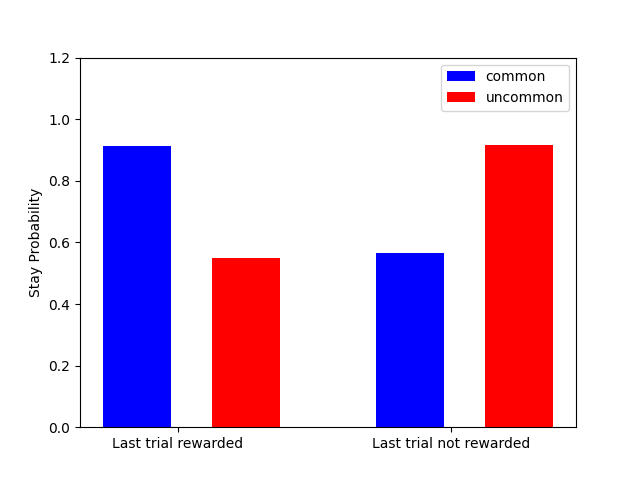 1.2
1.0
0.8
0.6
0.4
0.2
0.0
Stay Probability
common
uncommon
Last trial rewarded
Last trial not rewarded